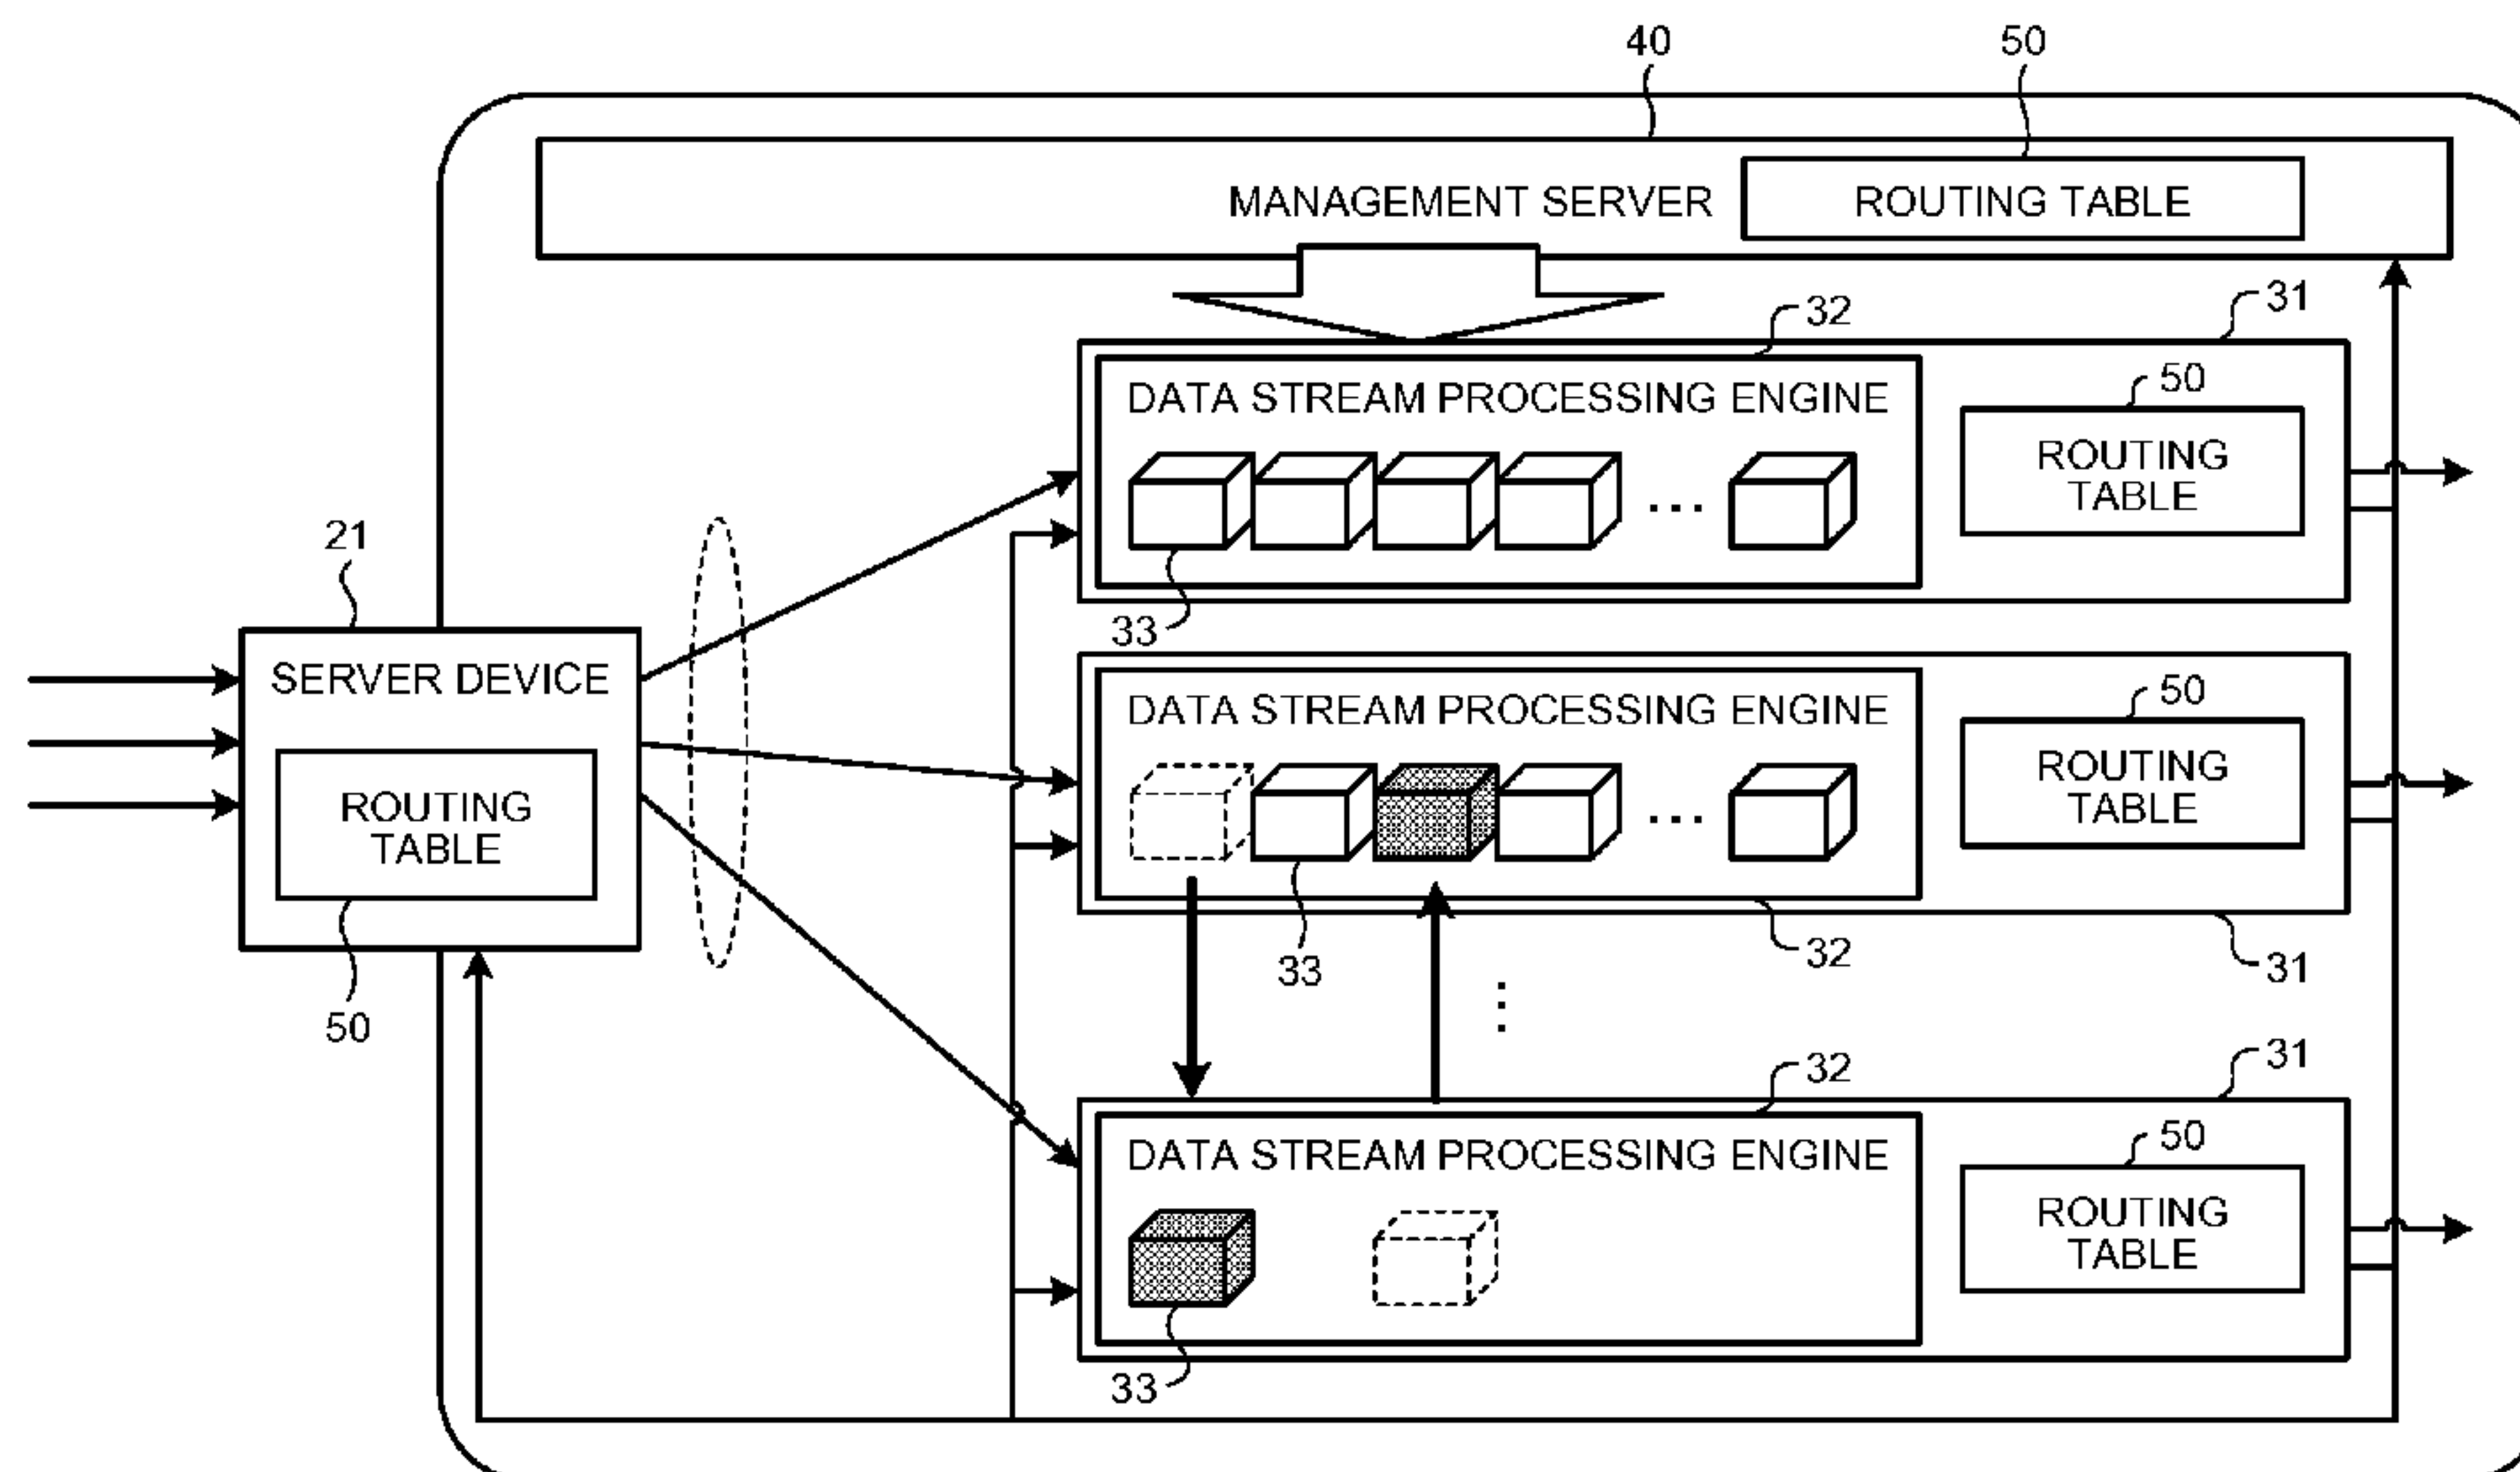 40
50
MANAGEMENT SERVER
ROUTING TABLE
32
31
DATA STREAM PROCESSING ENGINE
50
ROUTING
TABLE
...
33
21
SERVER DEVICE
ROUTING
TABLE
50
DATA STREAM PROCESSING ENGINE
50
ROUTING
TABLE
...
33
32
31
⋮
32
31
DATA STREAM PROCESSING ENGINE
50
ROUTING
TABLE
33